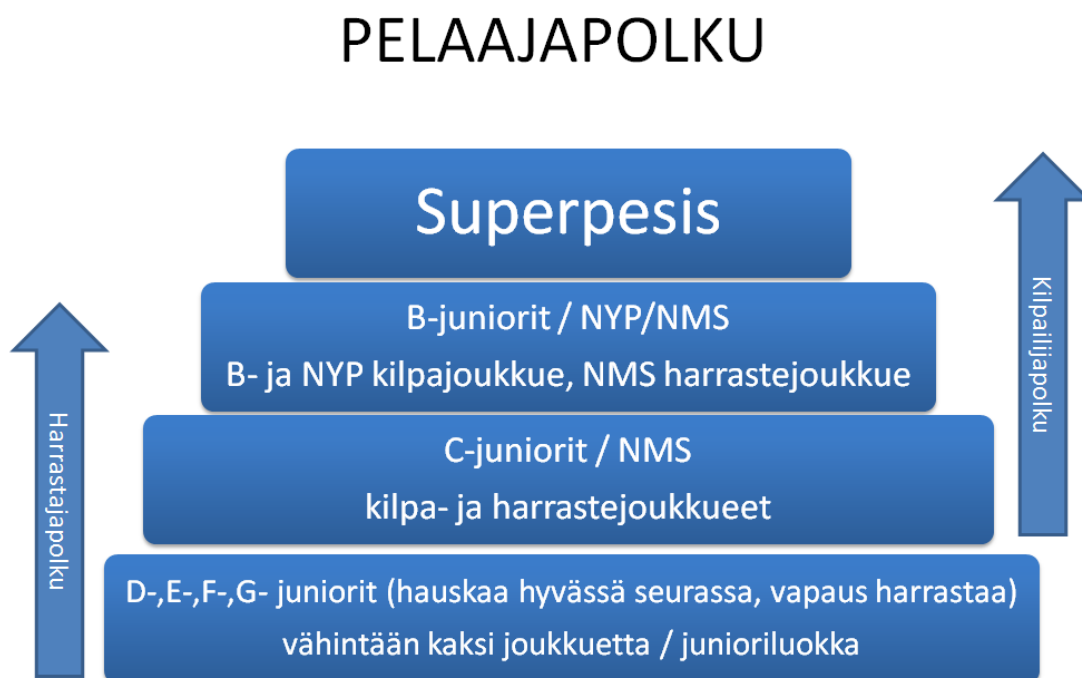 PELAAJAPOLKU
Superpesis
B-juniorit / NYP/NMS
B- ja NYP kilpajoukkue, NMS harrastejoukkue
C-juniorit / NMS
kilpa- ja harrastejoukkueet
D-,E-,F-,G- juniorit (hauskaa hyvässä seurassa, vapaus harrastaa)
vähintään kaksi joukkuetta / junioriluokka
Harrastajapolku
Kilpailijapolku